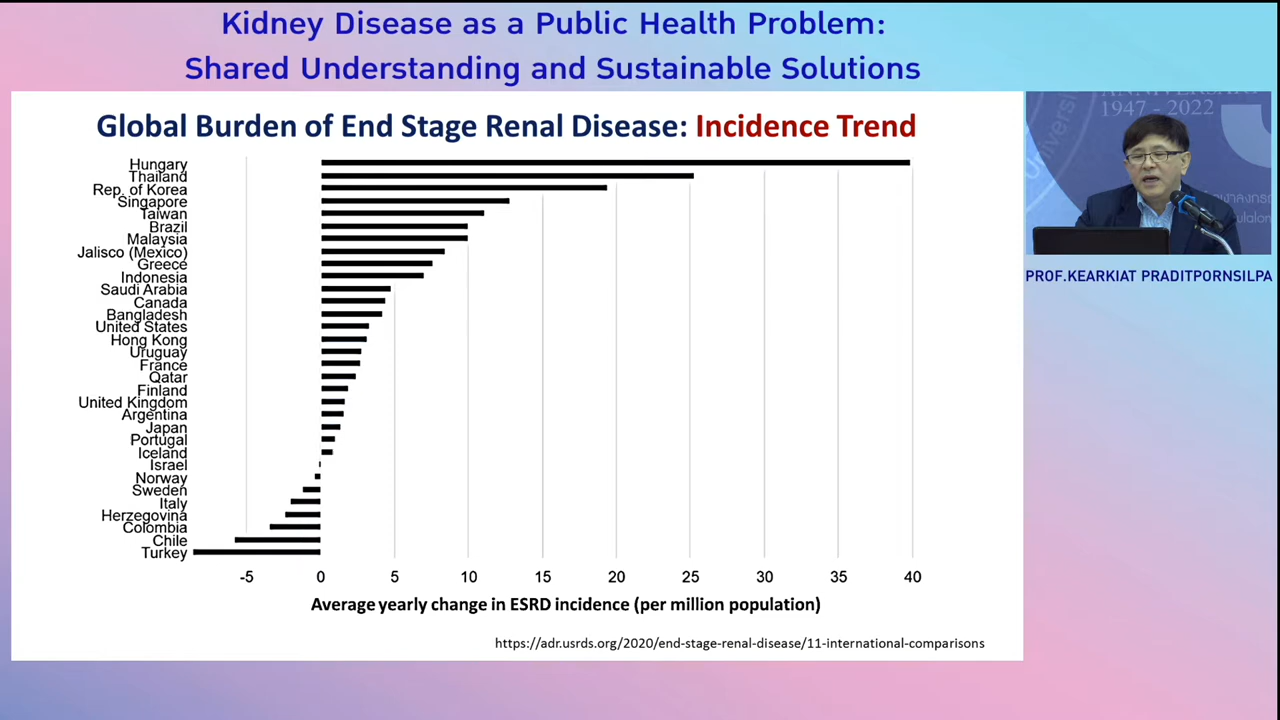 Kidney Disease as a Public Health Problem:
Shared Understanding and Sustainable Solutions
Global Burden of End Stage Renal Disease: Incidence Trend
Hungary
Thailand
Rep. of Korea
Singapore
Taiwan
Brazil
Malaysia
Jalisco (Mexico)
Greece
Indonesia
Saudi Arabia
Canada
Bangladesh
United States
Hong Kong
Uruguay
France
Qatar
Finland
United Kingdom
Argentina
Japan
Portugal
Iceland
Israel
Norway
Sweden
Italy
Herzegovina
Colombia
Chile
Turkey
-5 0 5 10 15 20 25 30 35 40
Average yearly change in ESRD incidence (per million population)
https://adr.usrds.org/2020/end-stage-renal-disease/11-international-comparisons
1947 - 2022
PROF.KEARKIAT PRADITPORNSILPA